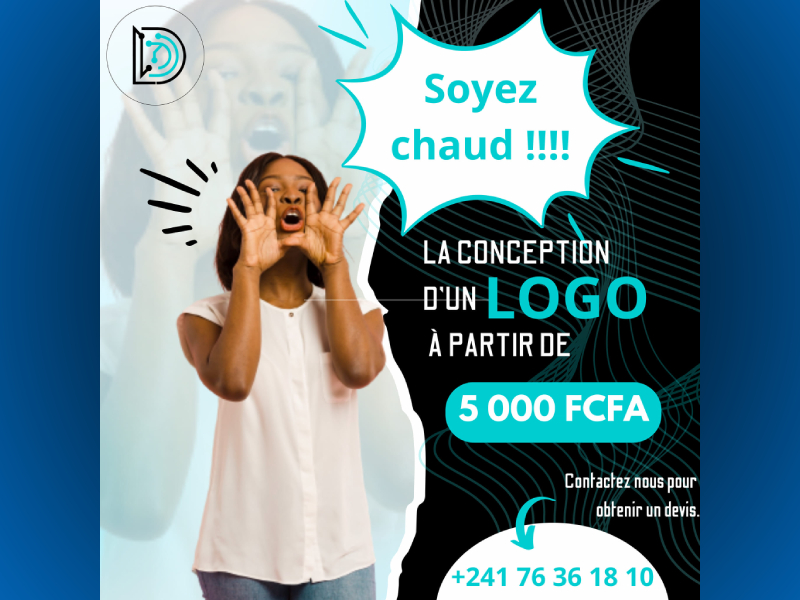 Soyez
chaud !!!!
LA CONCEPTION
D'UN LOGO
À PARTIR DE
5 000 FCFA
Contactez nous pour
obtenir un devis.
+241 76 36 18 10